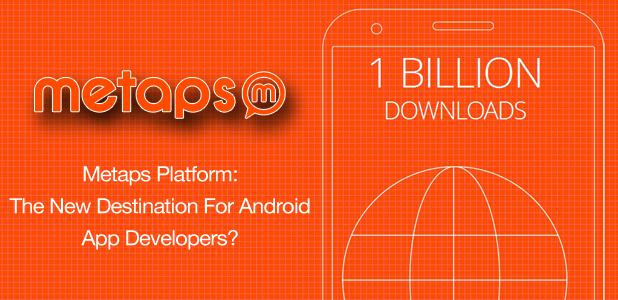 metaps m
Metaps Platform:
The New Destination For Android
App Developers?
1 BILLION
DOWNLOADS